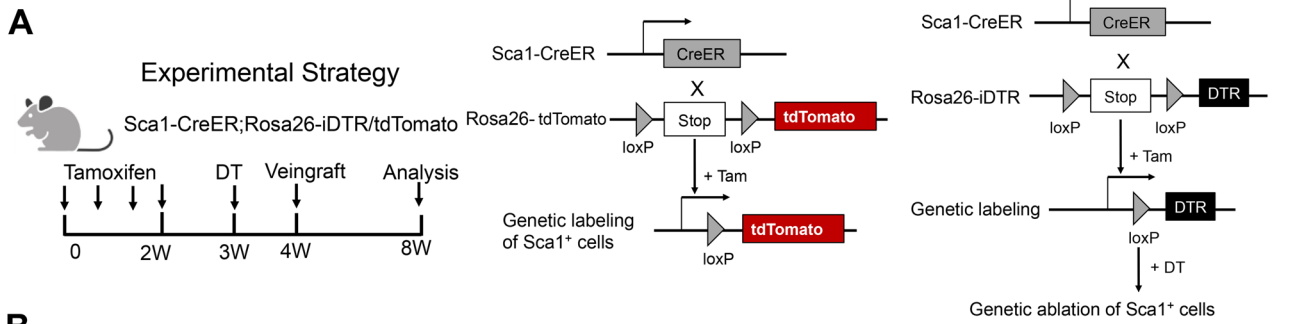 A
Experimental Strategy
Sca1-CreER;Rosa26-iDTR/tdTomato
Tamoxifen DT Veingraft Analysis
0 2W 3W 4W 8W
Sca1-CreER CreER
X
Rosa26- tdTomato Stop tdTomato
loxP loxP
+ Tam
Genetic labeling
of Sca1⁺ cells
tdTomato
loxP
Sca1-CreER CreER
X
Rosa26-iDTR Stop DTR
loxP loxP
+ Tam
Genetic labeling DTR
loxP
+ DT
Genetic ablation of Sca1⁺ cells